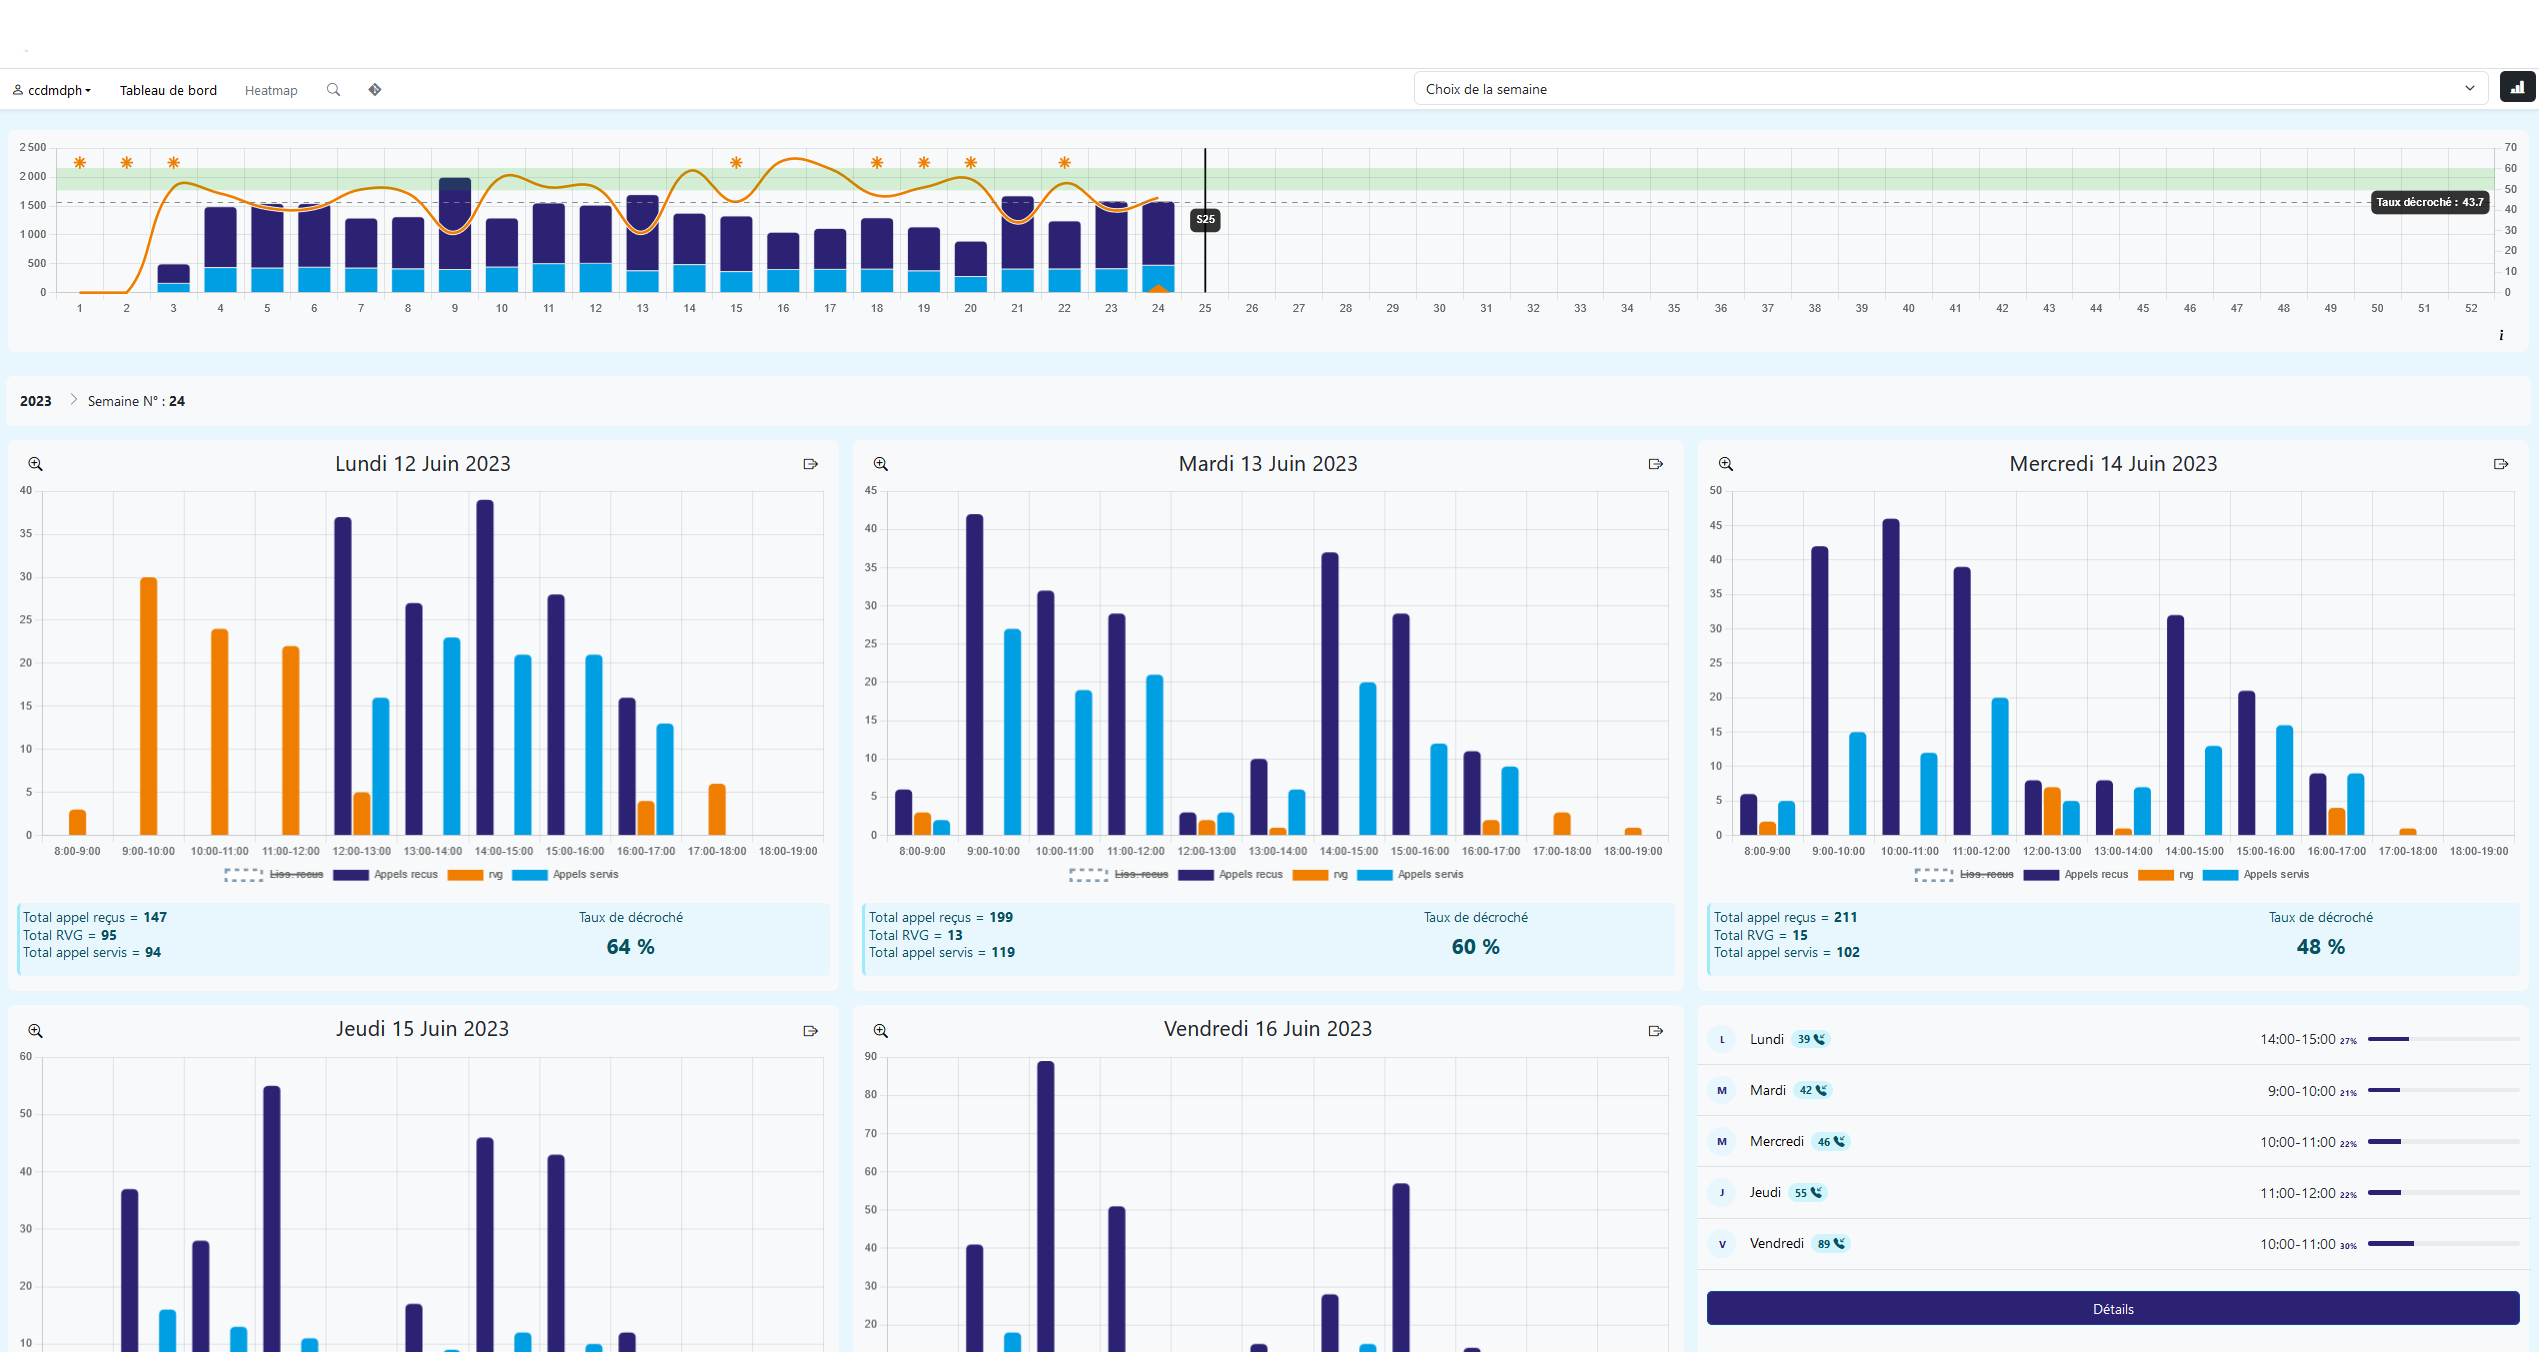 ccdmdph Tableau de bord Heatmap Choix de la semaine
2 500
2 000
1 500
1 000
500
0
70
60
50
40
30
20
10
0
Taux décroché : 43.7
S25
1 2 3 4 5 6 7 8 9 10 11 12 13 14 15 16 17 18 19 20 21 22 23 24 25 26 27 28 29 30 31 32 33 34 35 36 37 38 39 40 41 42 43 44 45 46 47 48 49 50 51 52
i
2023 Semaine N° : 24
Lundi 12 Juin 2023
40
35
30
25
20
15
10
5
0
8:00-9:00 9:00-10:00 10:00-11:00 11:00-12:00 12:00-13:00 13:00-14:00 14:00-15:00 15:00-16:00 16:00-17:00 17:00-18:00 18:00-19:00
Liss. recus Appels recus rvg Appels servis
Total appel reçus = 147
Total RVG = 95
Total appel servis = 94
Taux de décroché
64 %
Mardi 13 Juin 2023
45
40
35
30
25
20
15
10
5
0
8:00-9:00 9:00-10:00 10:00-11:00 11:00-12:00 12:00-13:00 13:00-14:00 14:00-15:00 15:00-16:00 16:00-17:00 17:00-18:00 18:00-19:00
Liss. recus Appels recus rvg Appels servis
Total appel reçus = 199
Total RVG = 13
Total appel servis = 119
Taux de décroché
60 %
Mercredi 14 Juin 2023
50
45
40
35
30
25
20
15
10
5
0
8:00-9:00 9:00-10:00 10:00-11:00 11:00-12:00 12:00-13:00 13:00-14:00 14:00-15:00 15:00-16:00 16:00-17:00 17:00-18:00 18:00-19:00
Liss. recus Appels recus rvg Appels servis
Total appel reçus = 211
Total RVG = 15
Total appel servis = 102
Taux de décroché
48 %
Jeudi 15 Juin 2023
60
50
40
30
20
10
Vendredi 16 Juin 2023
90
80
70
60
50
40
30
20
L Lundi 39 14:00-15:00 27%
M Mardi 42 9:00-10:00 21%
M Mercredi 46 10:00-11:00 22%
J Jeudi 55 11:00-12:00 22%
V Vendredi 89 10:00-11:00 30%
Détails